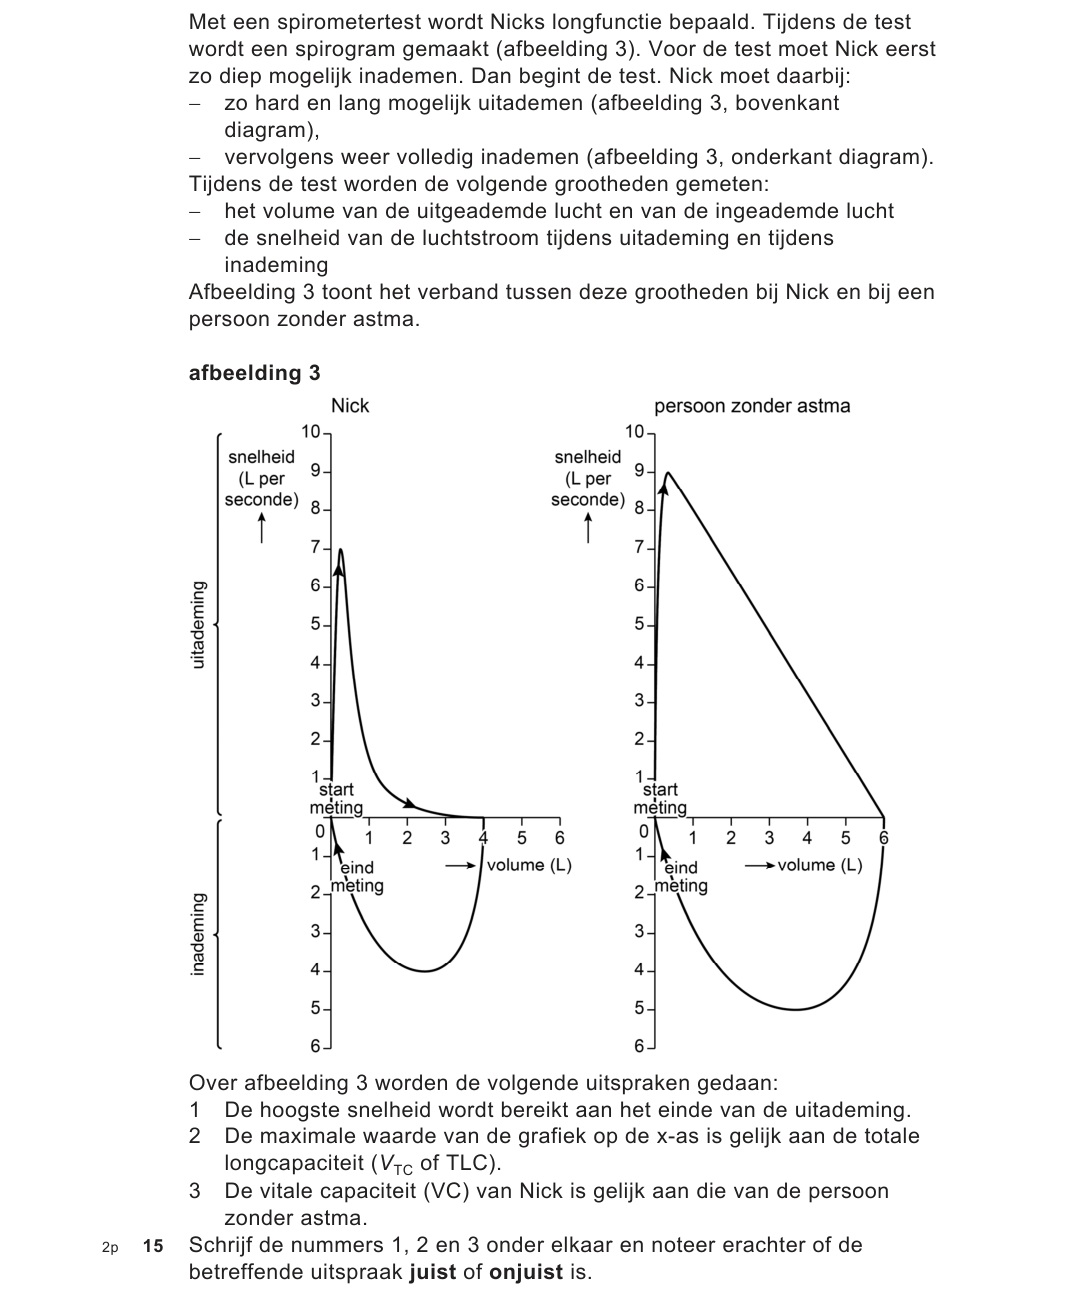 Met een spirometertest wordt Nicks longfunctie bepaald. Tijdens de test
wordt een spirogram gemaakt (afbeelding 3). Voor de test moet Nick eerst
zo diep mogelijk inademen. Dan begint de test. Nick moet daarbij:
– zo hard en lang mogelijk uitademen (afbeelding 3, bovenkant
diagram),
– vervolgens weer volledig inademen (afbeelding 3, onderkant diagram).
Tijdens de test worden de volgende grootheden gemeten:
– het volume van de uitgeademde lucht en van de ingeademde lucht
– de snelheid van de luchtstroom tijdens uitademing en tijdens
inademing
Afbeelding 3 toont het verband tussen deze grootheden bij Nick en bij een
persoon zonder astma.
afbeelding 3
Nick
10
snelheid
(L per
seconde)
9
8
7
6
5
4
3
2
1
start
meting
uitademing
0
1 2 3 4 5 6
volume (L)
1
eind
meting
2
3
4
5
6
inademing
persoon zonder astma
10
snelheid
(L per
seconde)
9
8
7
6
5
4
3
2
1
start
meting
0
1 2 3 4 5 6
volume (L)
1
eind
meting
2
3
4
5
6
Over afbeelding 3 worden de volgende uitspraken gedaan:
1 De hoogste snelheid wordt bereikt aan het einde van de uitademing.
2 De maximale waarde van de grafiek op de x-as is gelijk aan de totale
longcapaciteit (VTC of TLC).
3 De vitale capaciteit (VC) van Nick is gelijk aan die van de persoon
zonder astma.
2p 15 Schrijf de nummers 1, 2 en 3 onder elkaar en noteer erachter of de
betreffende uitspraak juist of onjuist is.